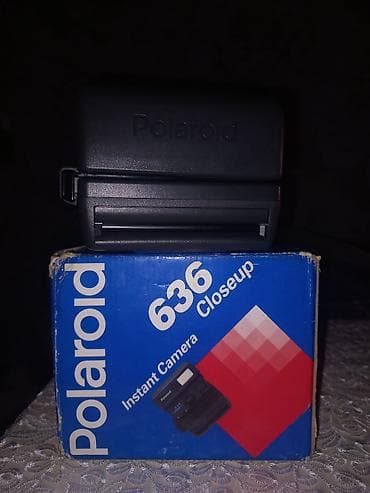 Polaroid
Polaroid
636
Closeup
Instant Camera